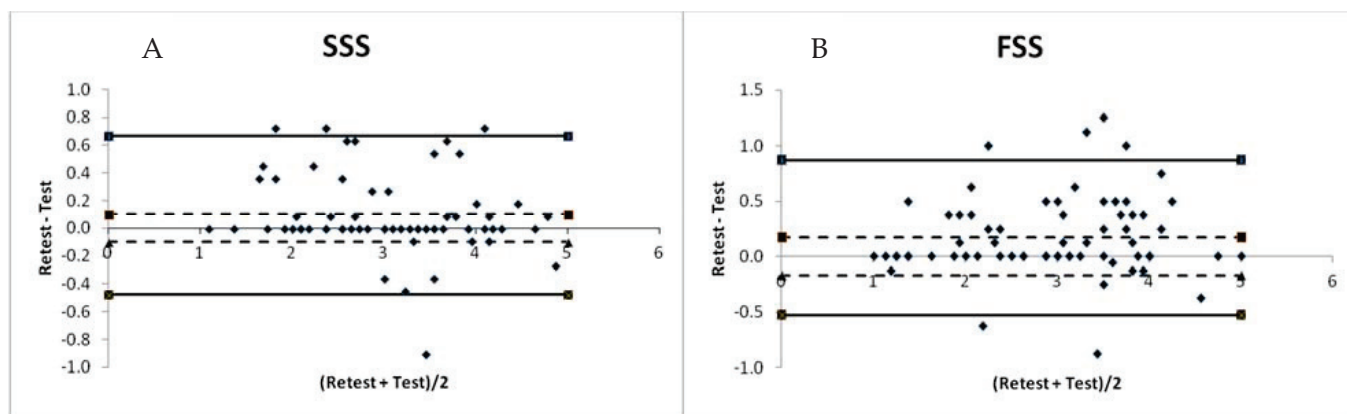 A
SSS
1.0
0.8
0.6
0.4
0.2
0.0
-0.2
-0.4
-0.6
-0.8
-1.0
0 1 2 3 4 5 6
Retest - Test
(Retest + Test)/2
B
FSS
1.5
1.0
0.5
0.0
-0.5
-1.0
0 1 2 3 4 5 6
Retest - Test
(Retest + Test)/2